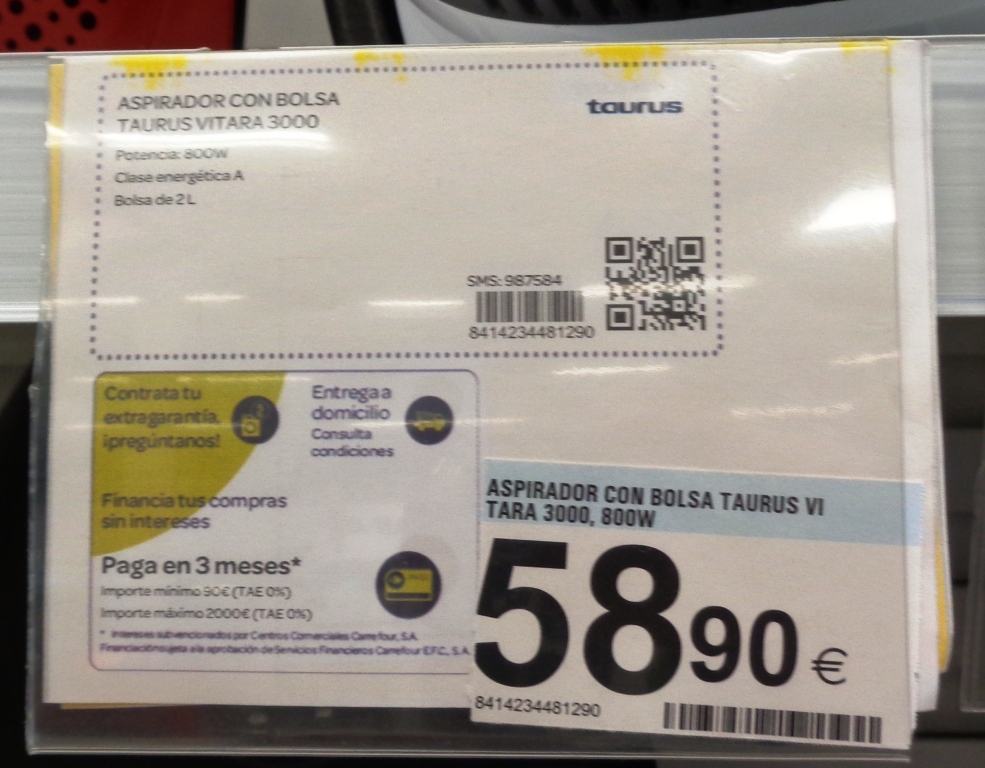 ASPIRADOR CON BOLSA
TAURUS VITARA 3000
taurus
Potencia: 800W
Clase energética A
Bolsa de 2 L
SMS: 987584
8414234481290
Contrata tu
extragarantía,
¡pregúntanos!
Entrega a
domicilio
Consulta
condiciones
Financia tus compras
sin intereses
Paga en 3 meses*
Importe mínimo 90€ (TAE 0%)
Importe máximo 2000€ (TAE 0%)
* Intereses subvencionados por Centros Comerciales Carrefour, S.A.
Financiación sujeta a la aprobación de Servicios Financieros Carrefour E.F.C., S.A.
ASPIRADOR CON BOLSA TAURUS VI
TARA 3000, 800W
58 90 €
8414234481290